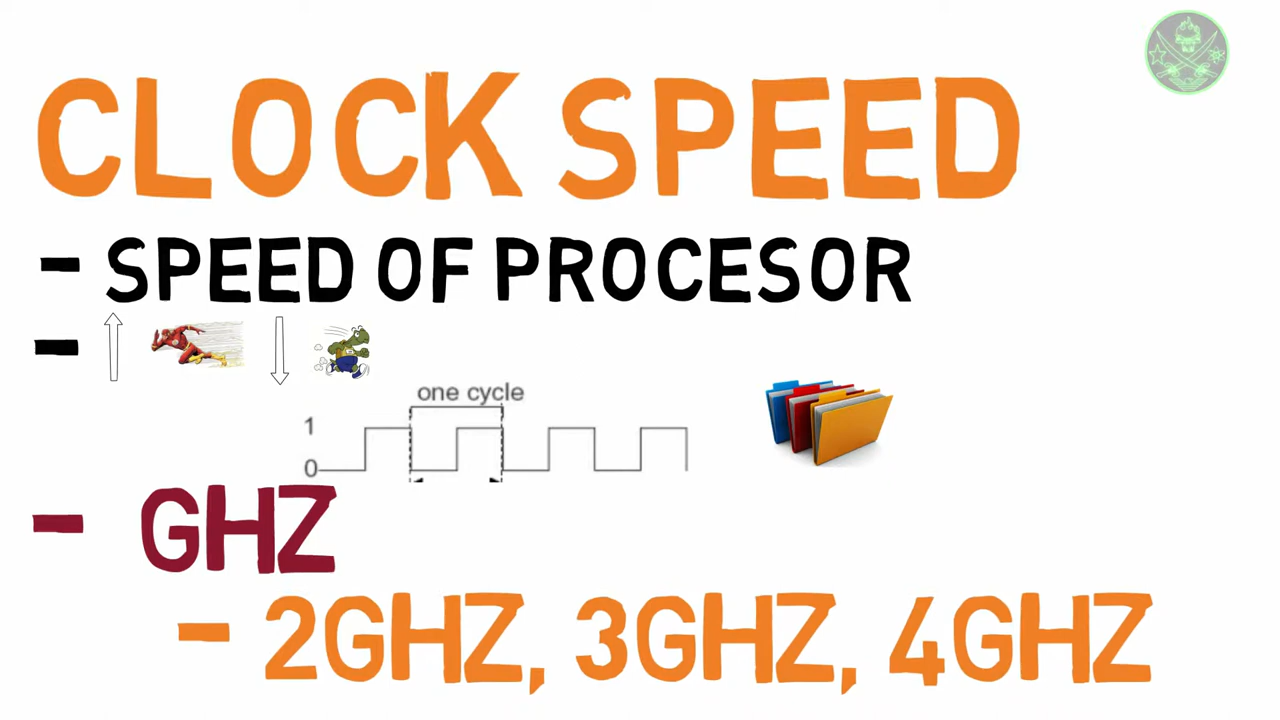 CLOCK SPEED
- SPEED OF PROCESOR
-
one cycle
1
0
- GHZ
- 2GHZ, 3GHZ, 4GHZ